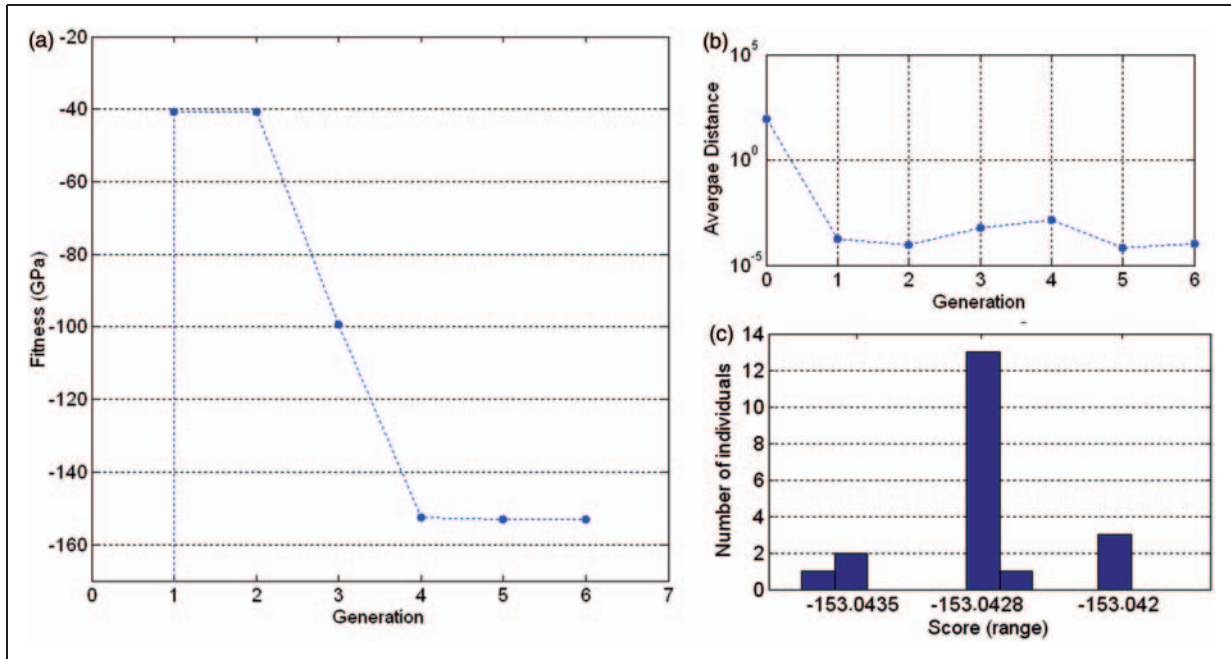 (a)
-20
-40
-60
-80
-100
-120
-140
-160
Fitness (GPa)
0 1 2 3 4 5 6 7
Generation
(b)
10^5
10^0
10^-5
Avergae Distance
0 1 2 3 4 5 6
Generation
(c)
14
12
10
8
6
4
2
0
Number of individuals
-153.0435 -153.0428 -153.042
Score (range)